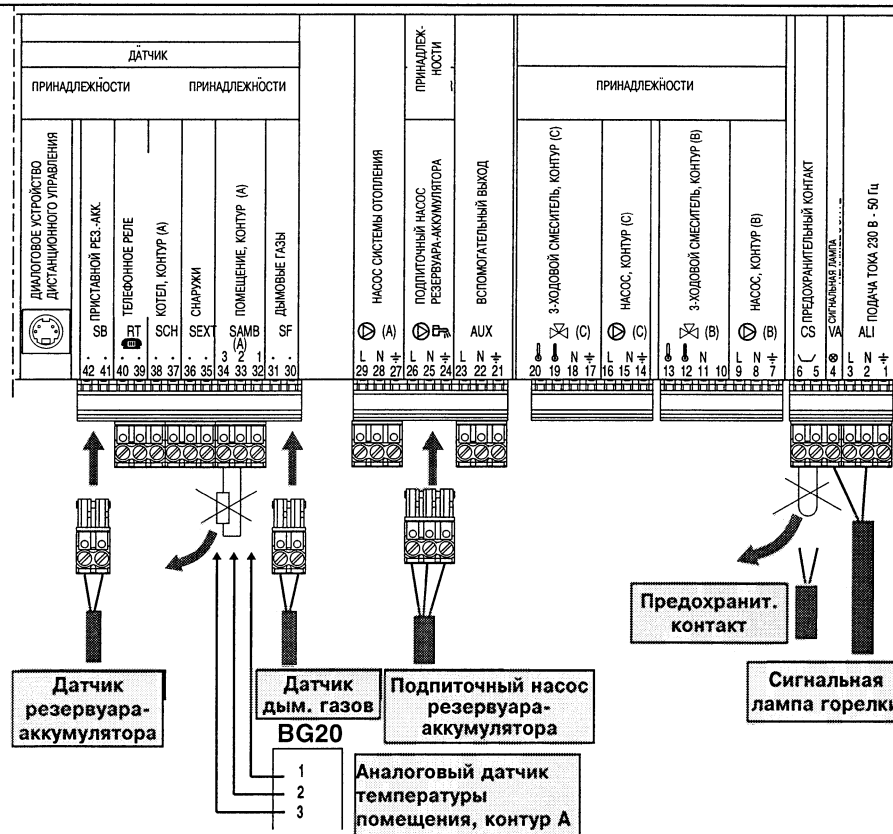 ДАТЧИК
ПРИНАДЛЕЖНОСТИ
ПРИНАДЛЕЖНОСТИ
ПРИНАДЛЕЖ-
НОСТИ
ПРИНАДЛЕЖНОСТИ
ДИАЛОГОВОЕ УСТРОЙСТВО
ДИСТАНЦИОННОГО УПРАВЛЕНИЯ
ПРИСТАВНОЙ РЕЗ.-АКК.
ТЕЛЕФОННОЕ РЕЛЕ
КОТЕЛ, КОНТУР (A)
СНАРУЖИ
ПОМЕЩЕНИЕ, КОНТУР (A)
ДЫМОВЫЕ ГАЗЫ
НАСОС СИСТЕМЫ ОТОПЛЕНИЯ
ПОДПИТОЧНЫЙ НАСОС
РЕЗЕРВУАРА-АККУМУЛЯТОРА
ВСПОМОГАТЕЛЬНЫЙ ВЫХОД
3-ХОДОВОЙ СМЕСИТЕЛЬ, КОНТУР (C)
НАСОС, КОНТУР (C)
3-ХОДОВОЙ СМЕСИТЕЛЬ, КОНТУР (B)
НАСОС, КОНТУР (B)
ПРЕДОХРАНИТЕЛЬНЫЙ КОНТАКТ
СИГНАЛЬНАЯ ЛАМПА
ПОДАЧА ТОКА 230 В - 50 Гц
SB RT SCH SEXT SAMB SF (A) AUX (C) (C) (B) (B) CS VA ALI
(A)
3 2 1 L N L N L N N L N N L N L N
42 41 40 39 38 37 36 35 34 33 32 31 30 29 28 27 26 25 24 23 22 21 20 19 18 17 16 15 14 13 12 11 10 9 8 7 6 5 4 3 2 1
Предохранит.
контакт
Датчик
резервуара-
аккумулятора
Датчик
дым. газов
Подпиточный насос
резервуара-
аккумулятора
Сигнальная
лампа горелки
BG20
1
2
3
Аналоговый датчик
температуры
помещения, контур A